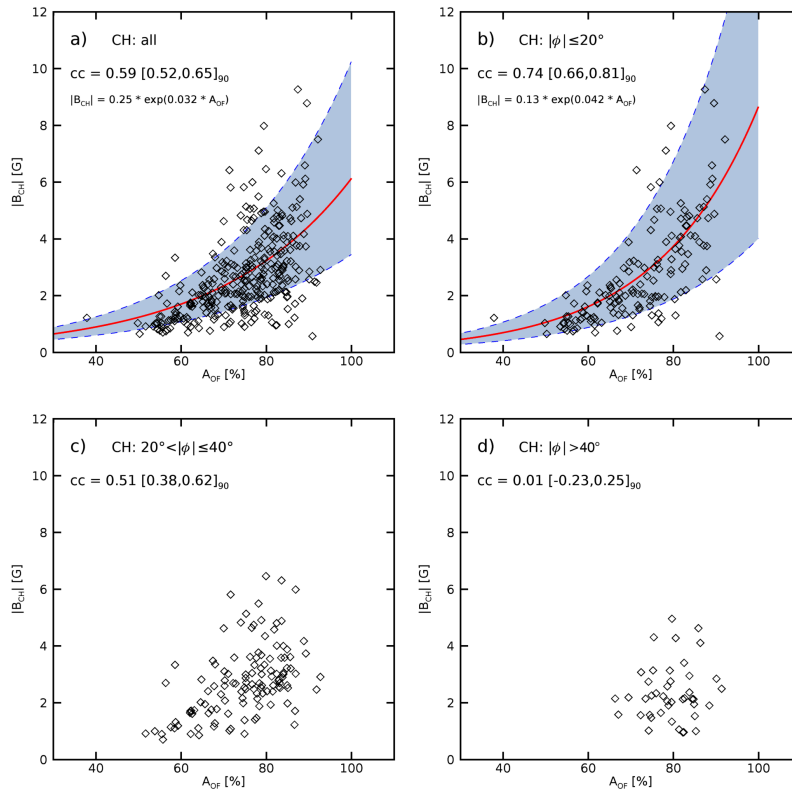 a) CH: all
cc = 0.59 [0.52,0.65]90
|BCH| = 0.25 * exp(0.032 * AOF)
12
10
8
6
4
2
0
|BCH| [G]
40 60 80 100
AOF [%]
b) CH: |ϕ|≤20°
cc = 0.74 [0.66,0.81]90
|BCH| = 0.13 * exp(0.042 * AOF)
12
10
8
6
4
2
0
|BCH| [G]
40 60 80 100
AOF [%]
c) CH: 20°<|ϕ|≤40°
cc = 0.51 [0.38,0.62]90
12
10
8
6
4
2
0
|BCH| [G]
40 60 80 100
AOF [%]
d) CH: |ϕ|>40°
cc = 0.01 [-0.23,0.25]90
12
10
8
6
4
2
0
|BCH| [G]
40 60 80 100
AOF [%]